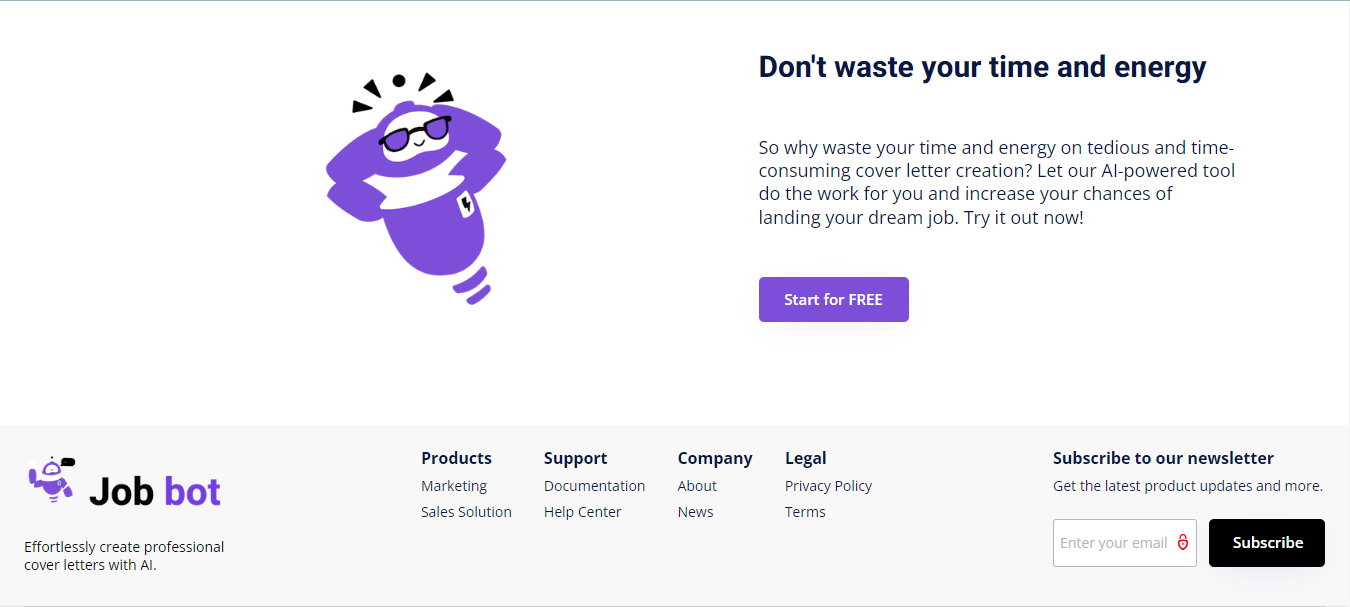 Don't waste your time and energy
So why waste your time and energy on tedious and time-
consuming cover letter creation? Let our AI-powered tool
do the work for you and increase your chances of
landing your dream job. Try it out now!
Start for FREE
Job bot
Effortlessly create professional
cover letters with AI.
Products
Marketing
Sales Solution
Support
Documentation
Help Center
Company
About
News
Legal
Privacy Policy
Terms
Subscribe to our newsletter
Get the latest product updates and more.
Enter your email
Subscribe